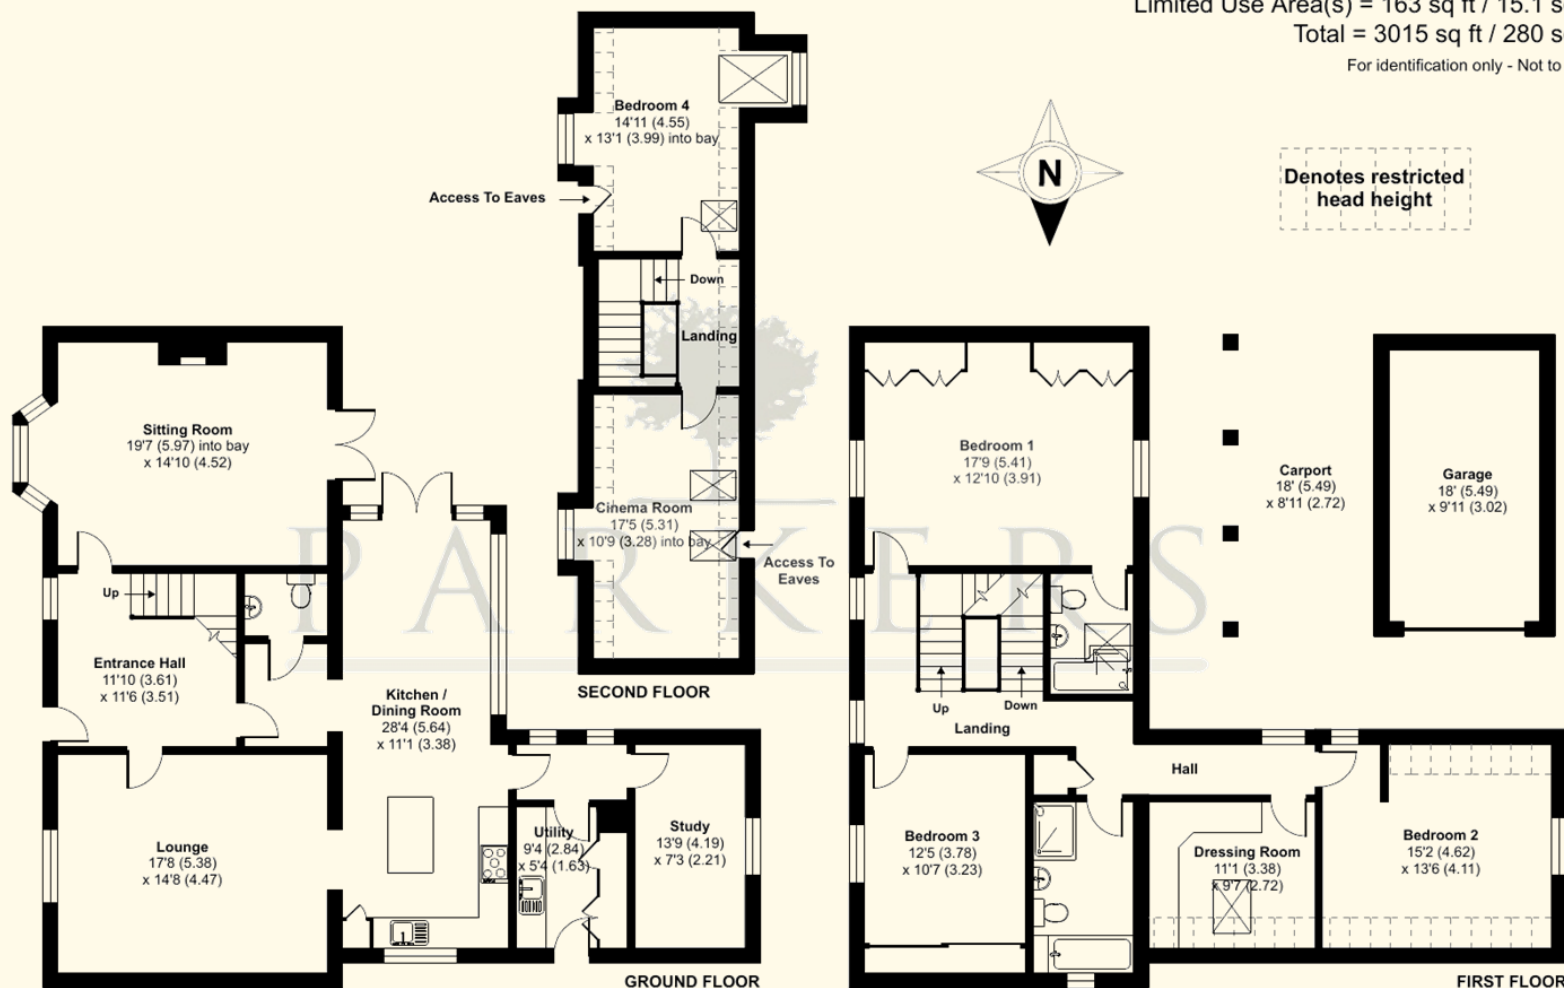 Limited Use Area(s) = 163 sq ft / 15.1 s
Total = 3015 sq ft / 280 s
For identification only - Not to
N
Denotes restricted
head height
Bedroom 4
14'11 (4.55)
x 13'1 (3.99) into bay
Access To Eaves
Down
Landing
Cinema Room
17'5 (5.31)
x 10'9 (3.28) into bay
Access To
Eaves
SECOND FLOOR
PARKERS
Sitting Room
19'7 (5.97) into bay
x 14'10 (4.52)
Up
Entrance Hall
11'10 (3.61)
x 11'6 (3.51)
Kitchen /
Dining Room
28'4 (5.64)
x 11'1 (3.38)
Lounge
17'8 (5.38)
x 14'8 (4.47)
Utility
9'4 (2.84)
x 5'4 (1.63)
Study
13'9 (4.19)
x 7'3 (2.21)
GROUND FLOOR
Bedroom 1
17'9 (5.41)
x 12'10 (3.91)
Up
Down
Landing
Hall
Bedroom 3
12'5 (3.78)
x 10'7 (3.23)
Dressing Room
11'1 (3.38)
x 9'7 (2.72)
Bedroom 2
15'2 (4.62)
x 13'6 (4.11)
Carport
18' (5.49)
x 8'11 (2.72)
Garage
18' (5.49)
x 9'11 (3.02)
FIRST FLOOR